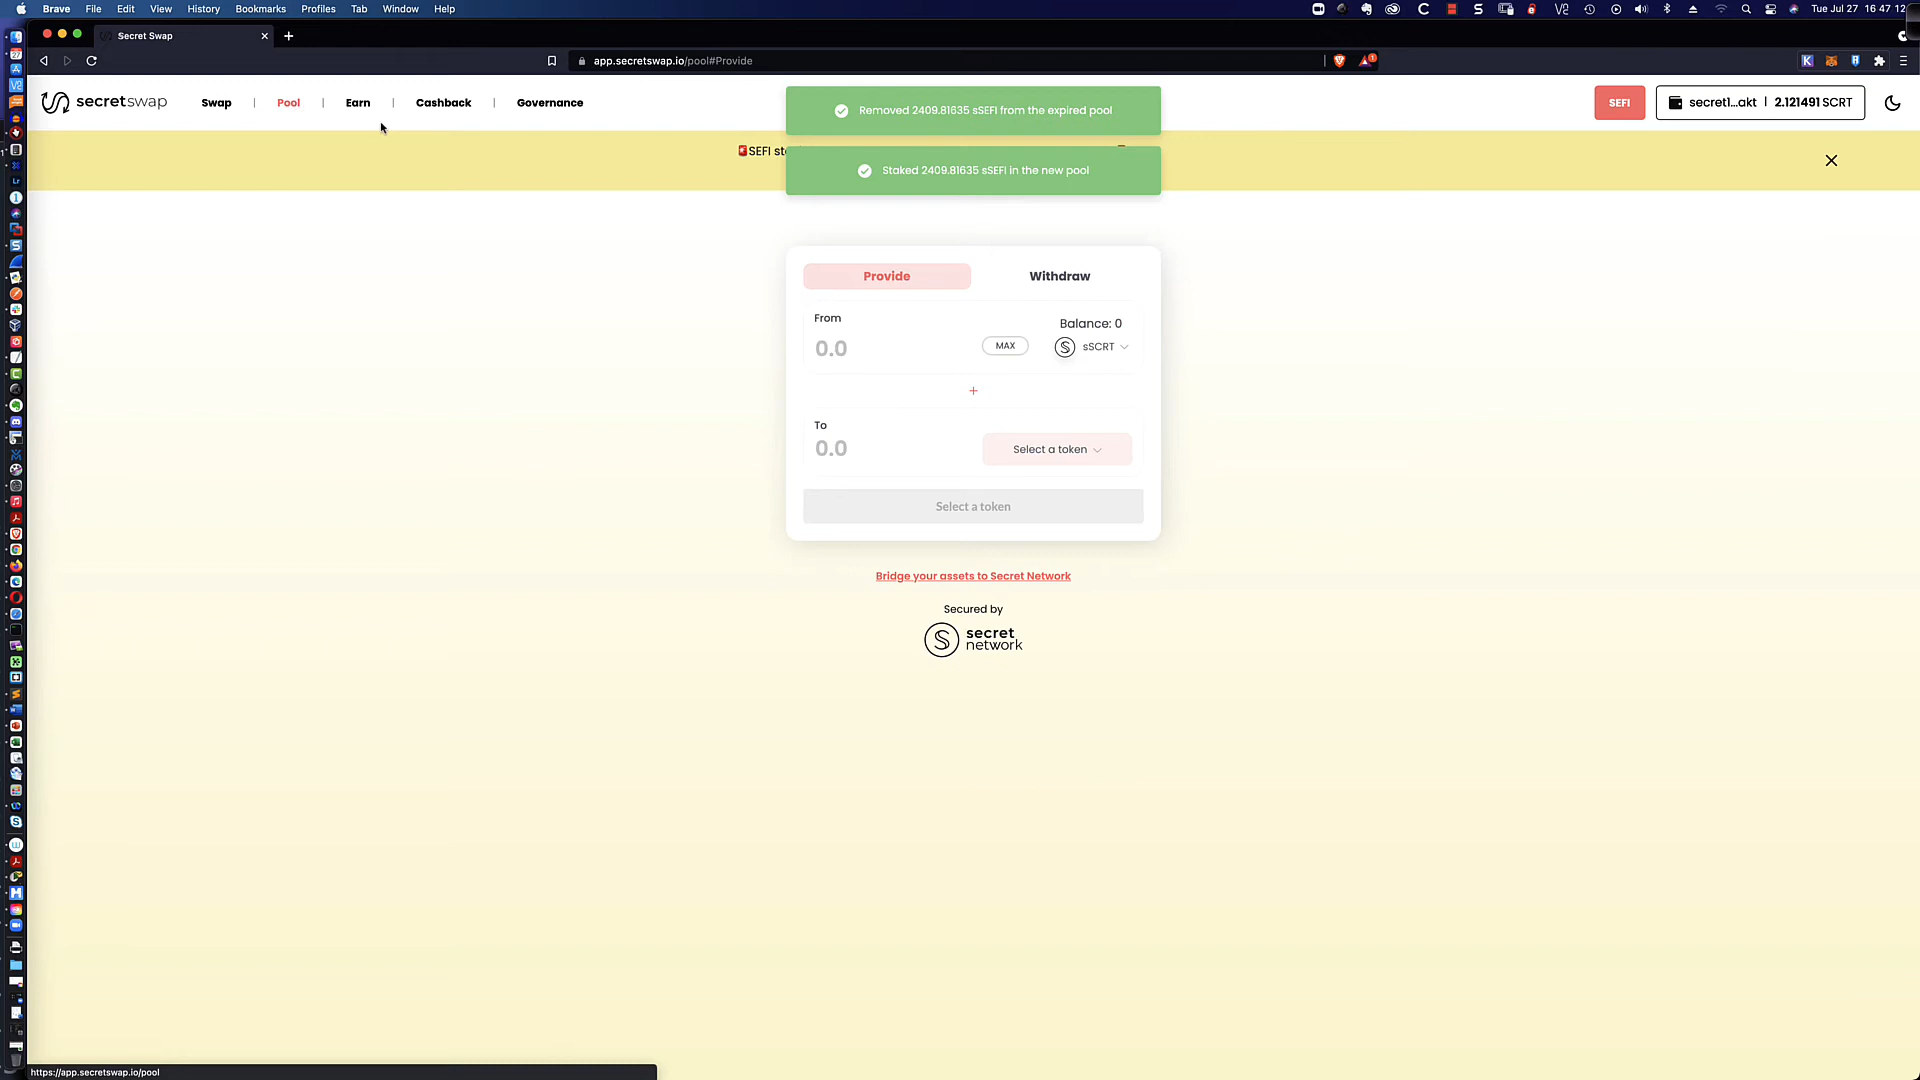 Brave File Edit View History Bookmarks Profiles Tab Window Help
Tue Jul 27 16 47 12
Secret Swap
app.secretswap.io/pool#Provide
secretswap
Swap | Pool | Earn | Cashback | Governance
SEFI
secret1...akt | 2.121491 SCRT
Removed 2409.81635 sSEFI from the expired pool
SEFI
Staked 2409.81635 sSEFI in the new pool
Provide Withdraw
From
Balance: 0
0.0
MAX
sSCRT
+
To
0.0
Select a token
Select a token
Bridge your assets to Secret Network
Secured by
secret
network
https://app.secretswap.io/pool